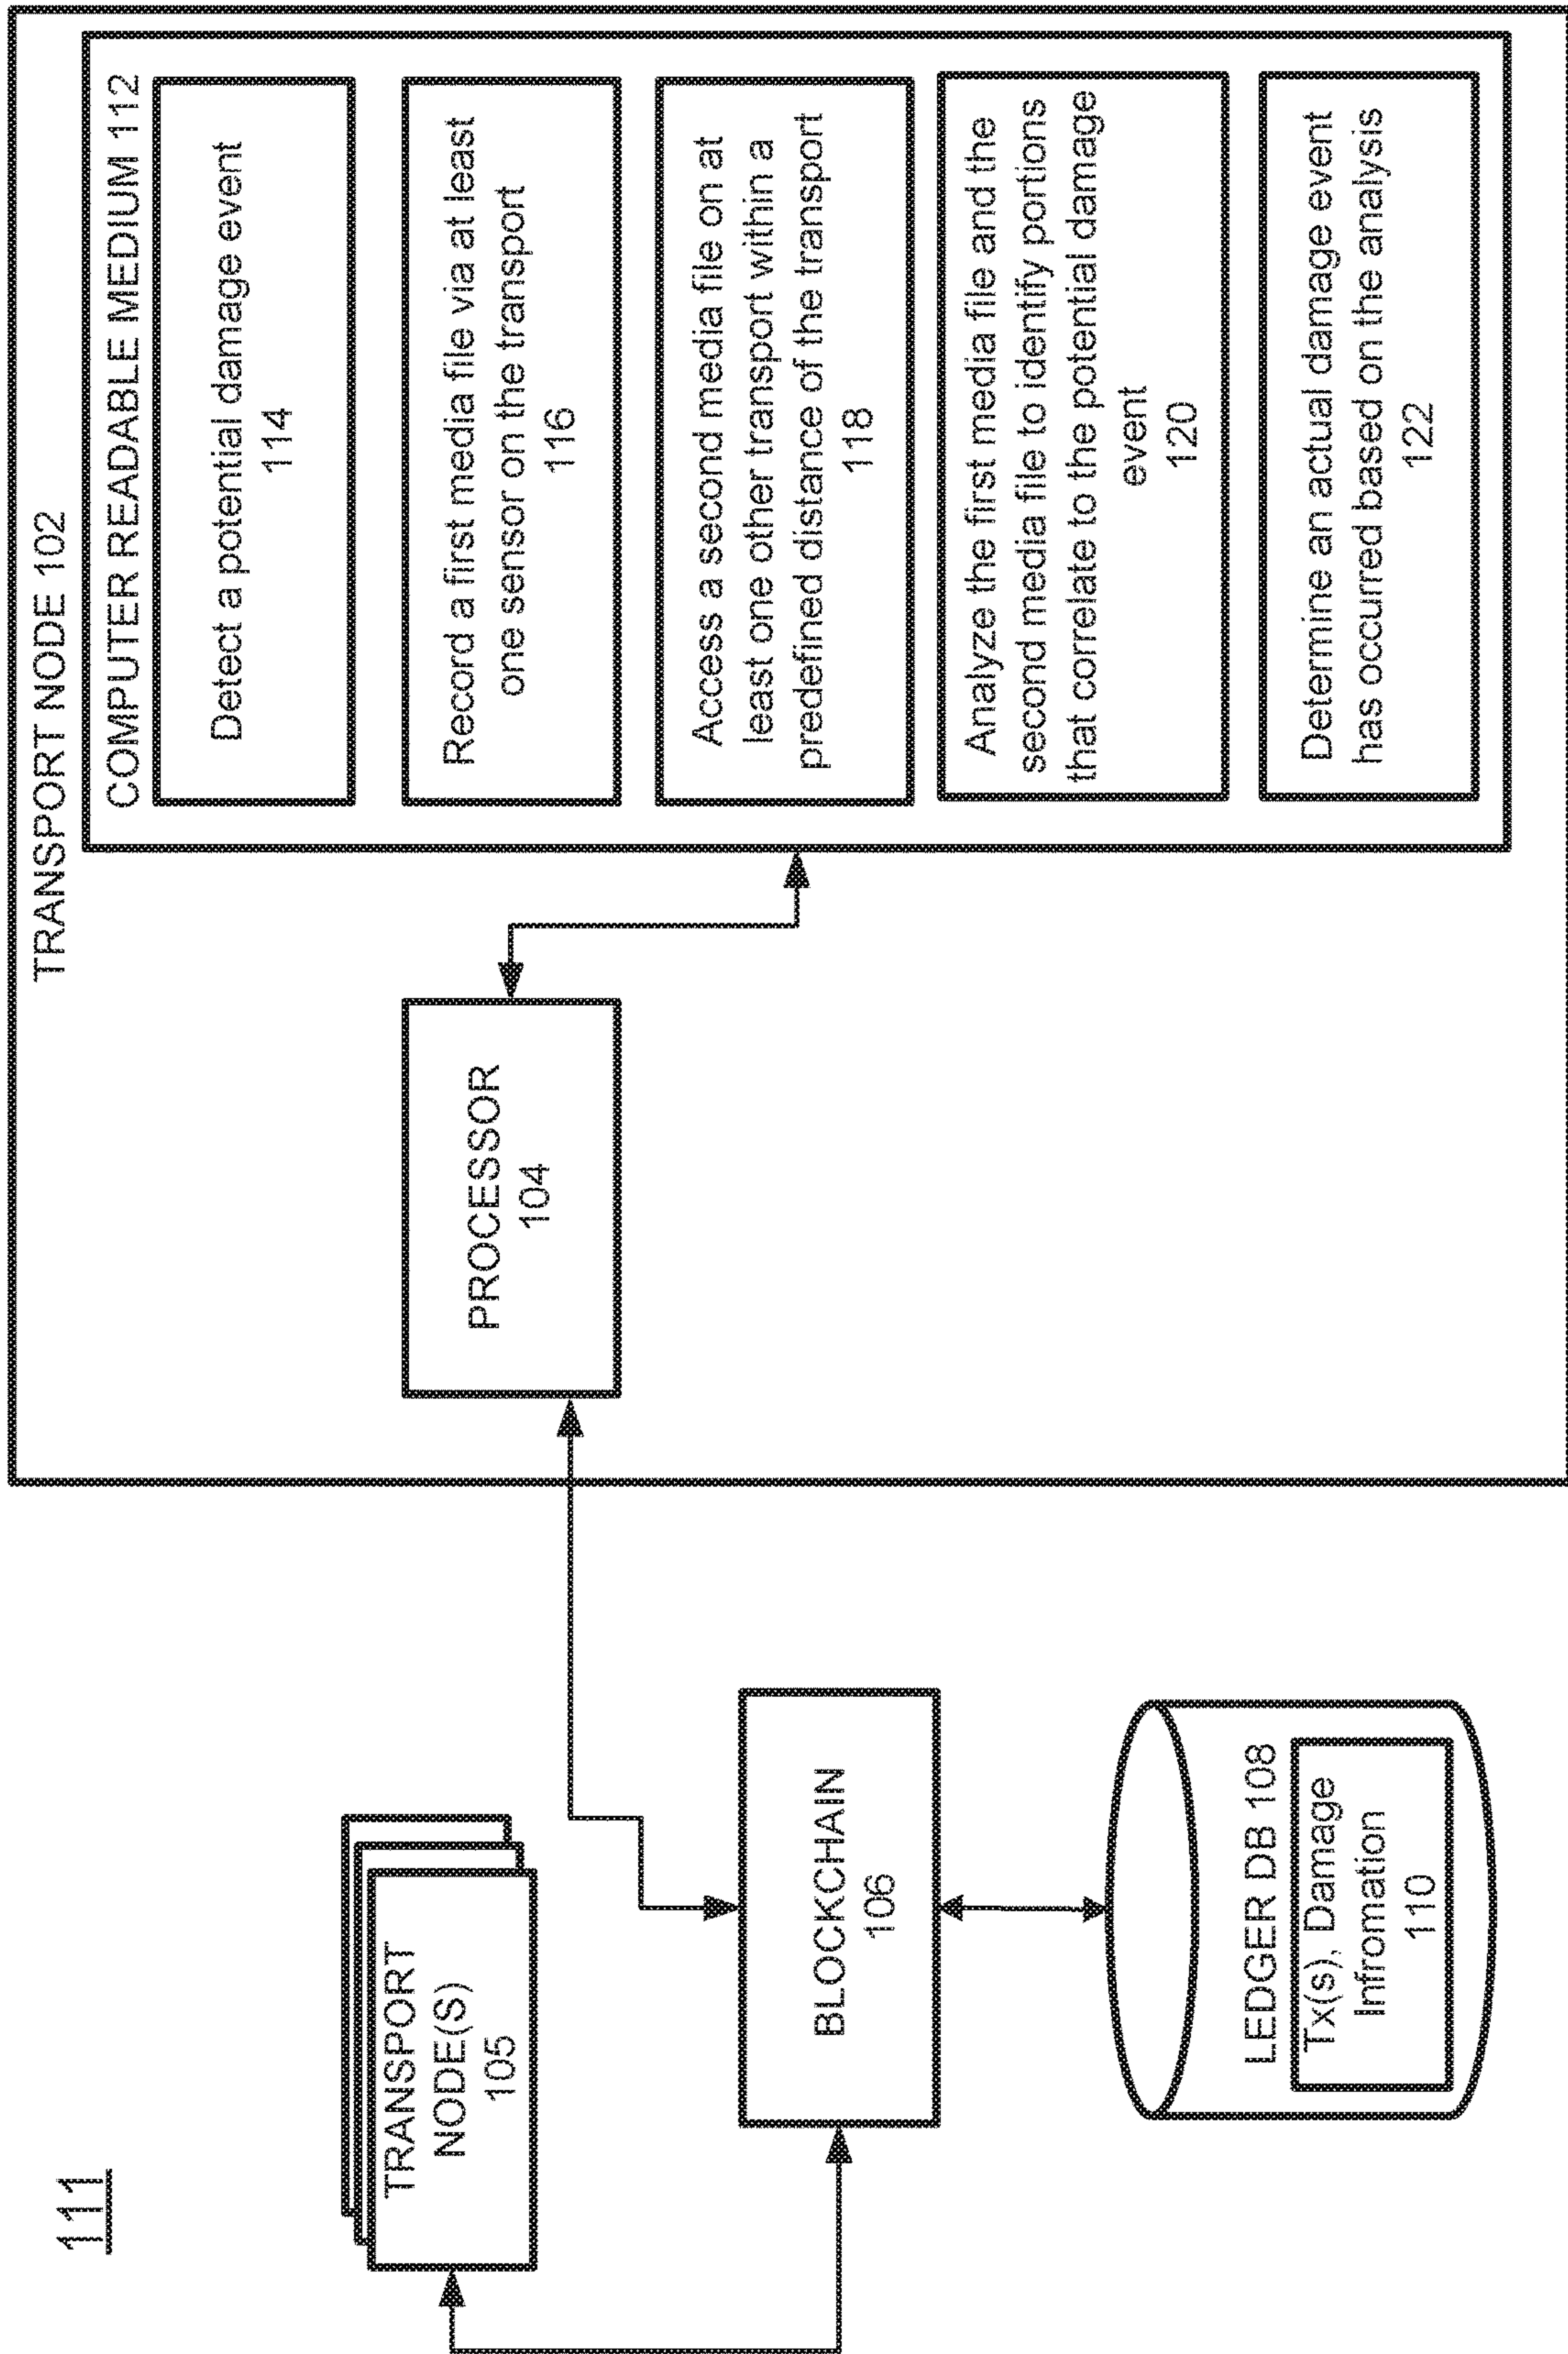 111
TRANSPORT
NODE(S)
105
BLOCKCHAIN
106
LEDGER DB 108
Tx(s), Damage
Infromation
110
TRANSPORT NODE 102
PROCESSOR
104
COMPUTER READABLE MEDIUM 112
Detect a potential damage event
114
Record a first media file via at least
one sensor on the transport
116
Access a second media file on at
least one other transport within a
predefined distance of the transport
118
Analyze the first media file and the
second media file to identify portions
that correlate to the potential damage
event
120
Determine an actual damage event
has occurred based on the analysis
122